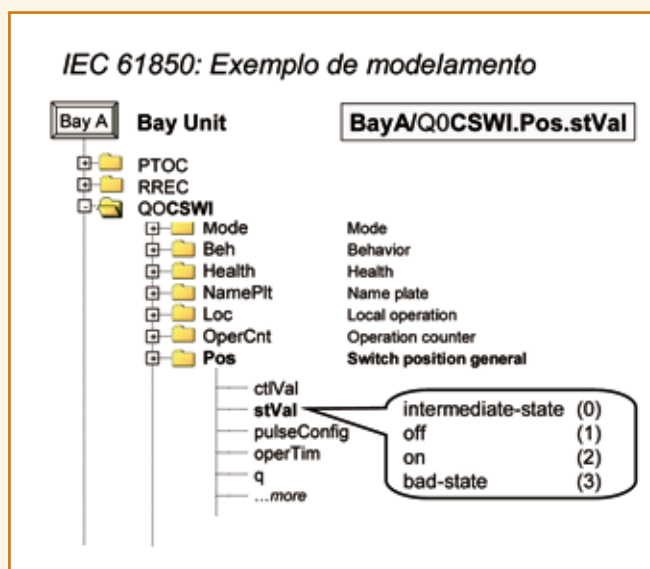 IEC 61850: Exemplo de modelamento
Bay A Bay Unit BayA/Q0CSWI.Pos.stVal
PTOC
RREC
QOCSWI
Mode Mode
Beh Behavior
Health Health
NamePlt Name plate
Loc Local operation
OperCnt Operation counter
Pos Switch position general
ctlVal
stVal
pulseConfig
operTim
q
...more
intermediate-state (0)
off (1)
on (2)
bad-state (3)